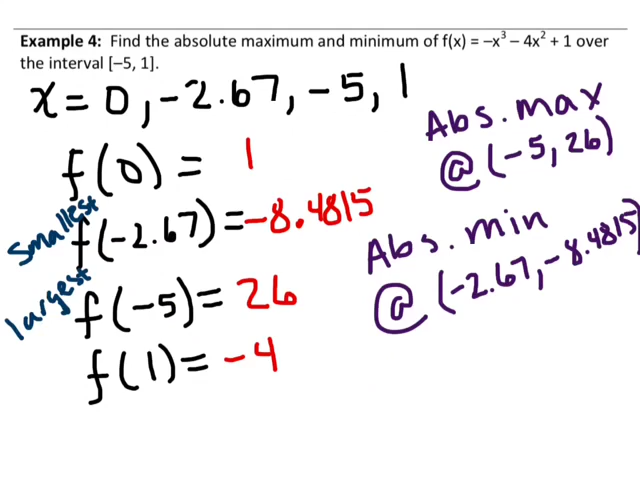 Example 4: Find the absolute maximum and minimum of f(x) = –x³ – 4x² + 1 over
the interval [–5, 1].
x = 0, -2.67, -5, 1
f(0) = 1
smallest f(-2.67) = -8.4815
largest f(-5) = 26
f(1) = -4
Abs. max
@ (-5, 26)
Abs. min
@ (-2.67, -8.4815)